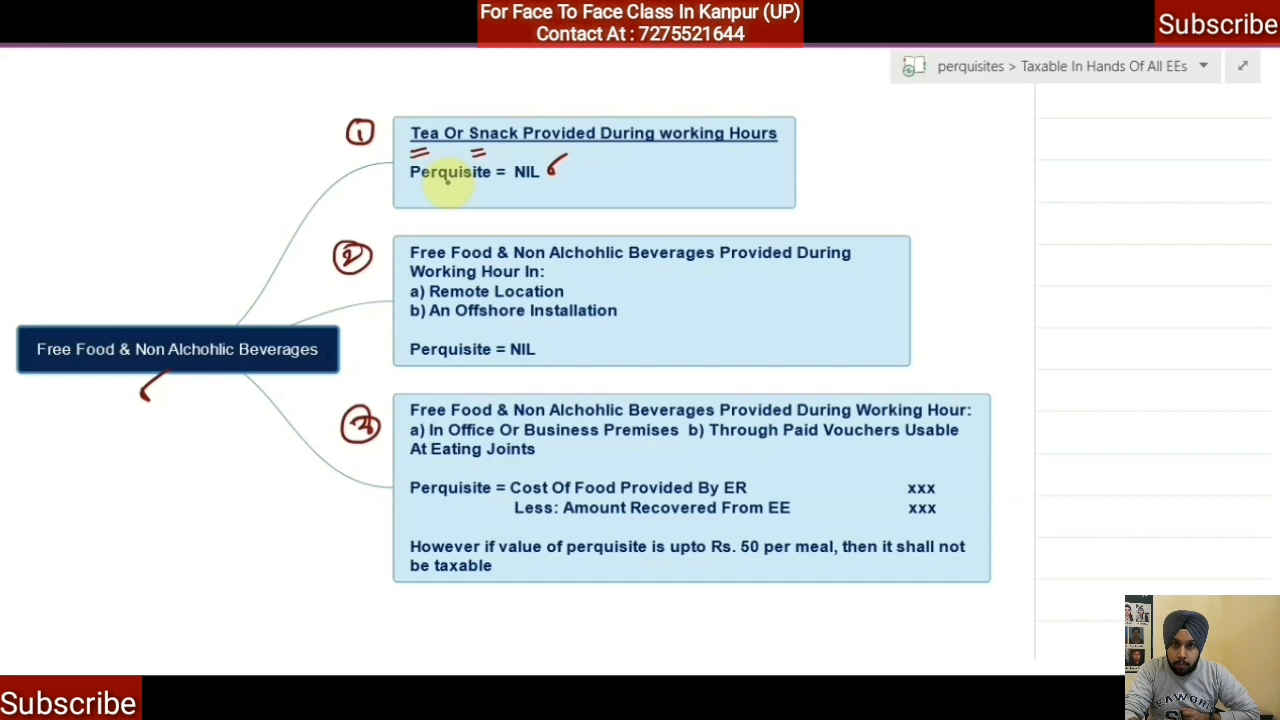 For Face To Face Class In Kanpur (UP)
Contact At : 7275521644
Subscribe
perquisites > Taxable In Hands Of All EEs
1
Tea Or Snack Provided During working Hours
Perquisite = NIL
2
Free Food & Non Alchohlic Beverages Provided During
Working Hour In:
a) Remote Location
b) An Offshore Installation
Perquisite = NIL
Free Food & Non Alchohlic Beverages
3
Free Food & Non Alchohlic Beverages Provided During Working Hour:
a) In Office Or Business Premises b) Through Paid Vouchers Usable
At Eating Joints
Perquisite = Cost Of Food Provided By ER xxx
Less: Amount Recovered From EE xxx
However if value of perquisite is upto Rs. 50 per meal, then it shall not
be taxable
Subscribe